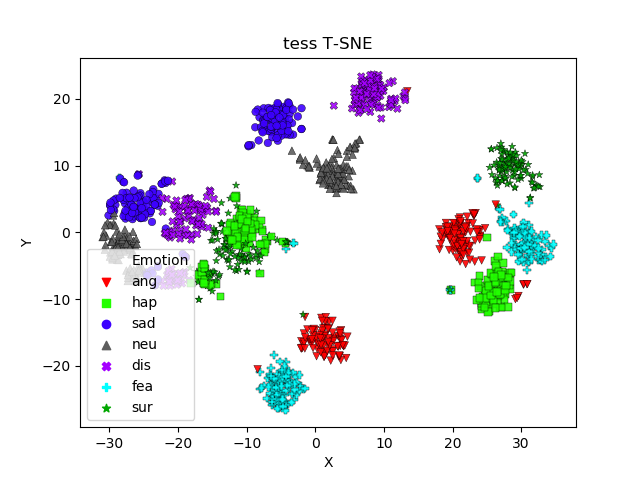 tess T-SNE
Y
20
10
0
−10
−20
Emotion
ang
hap
sad
neu
dis
fea
sur
−30
−20
−10
0
10
20
30
X